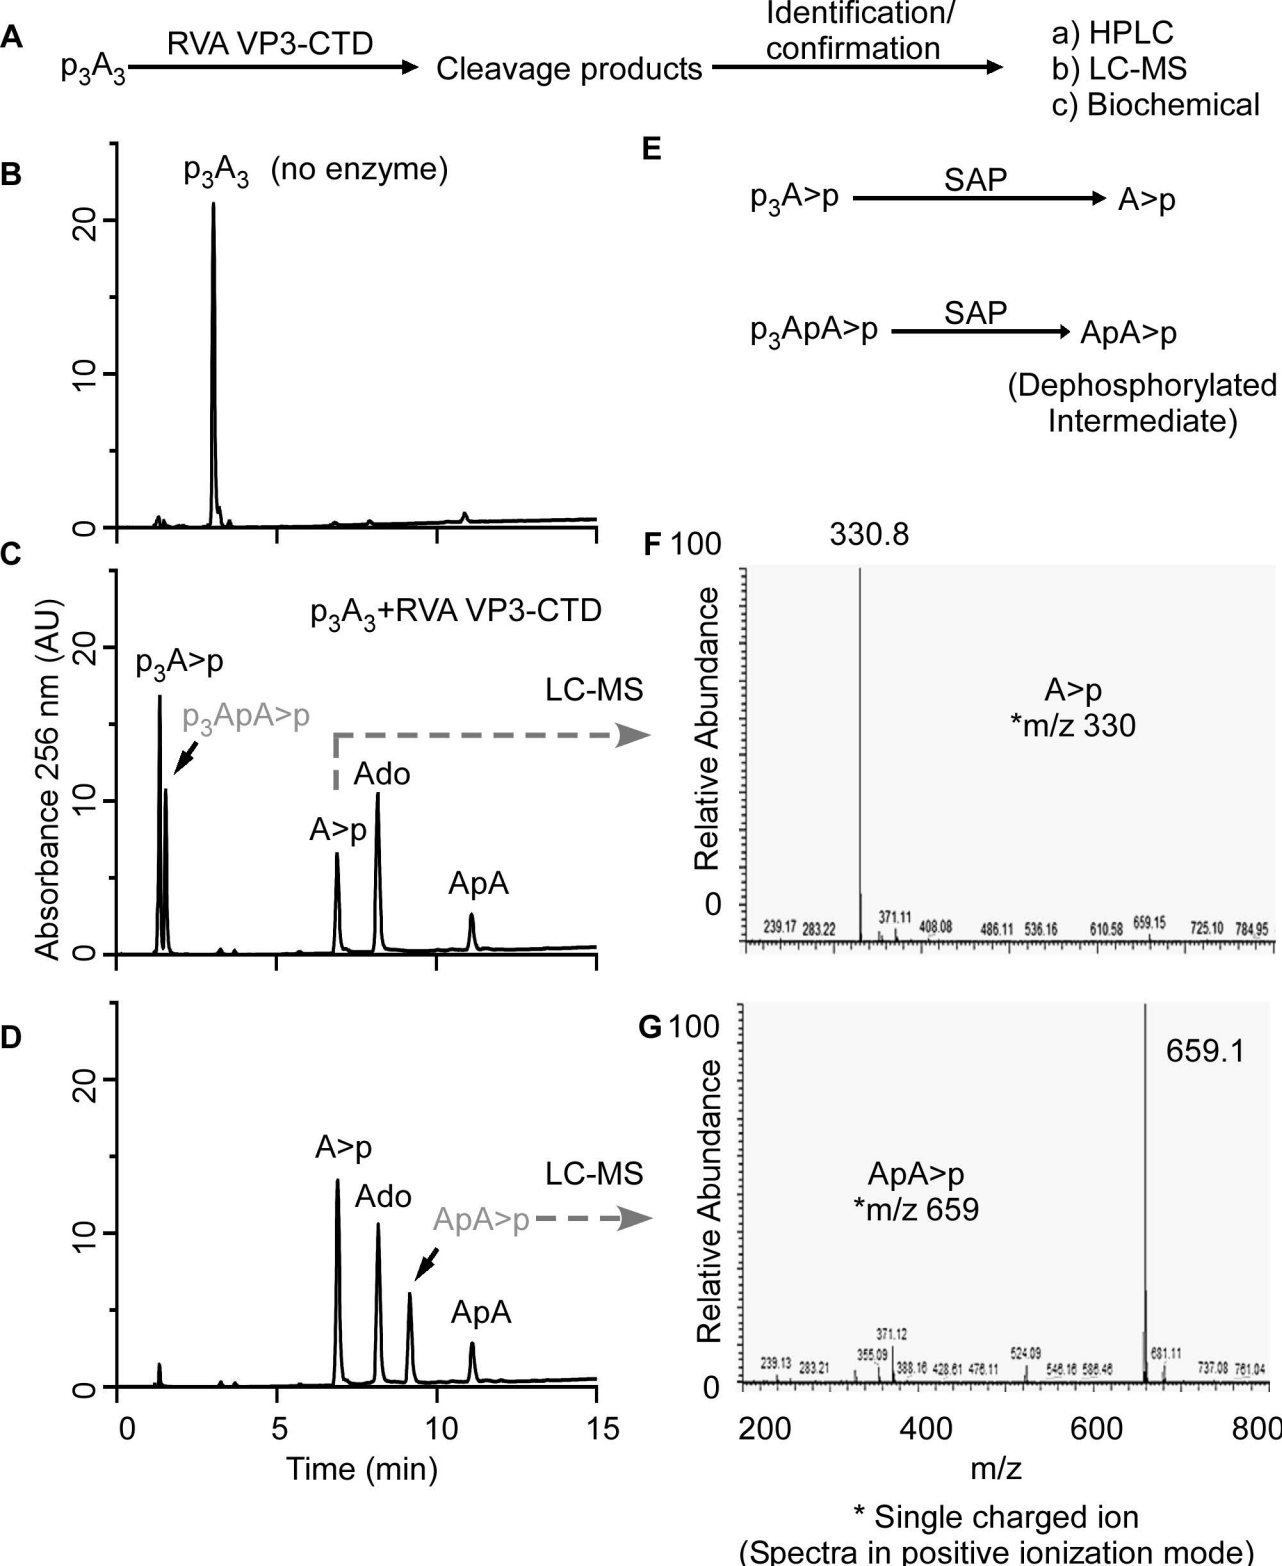 A
p3A3
RVA VP3-CTD
Cleavage products
Identification/
confirmation
a) HPLC
b) LC-MS
c) Biochemical
B
p3A3 (no enzyme)
20
10
0
E
p3A>p
SAP
A>p
p3ApA>p
SAP
ApA>p
(Dephosphorylated
Intermediate)
C
p3A3+RVA VP3-CTD
Absorbance 256 nm (AU)
20
10
0
p3A>p
p3ApA>p
LC-MS
Ado
A>p
ApA
F
100
330.8
Relative Abundance
A>p
*m/z 330
0
239.17
283.22
371.11
408.08
486.11
536.16
610.58
659.15
725.10
784.95
D
20
10
0
A>p
Ado
LC-MS
ApA>p
ApA
0
5
10
15
Time (min)
G
100
659.1
Relative Abundance
ApA>p
*m/z 659
0
239.13
283.21
355.09
371.12
388.16
428.61
476.11
524.09
546.16
586.46
681.11
737.08
761.04
200
400
600
800
m/z
* Single charged ion
(Spectra in positive ionization mode)